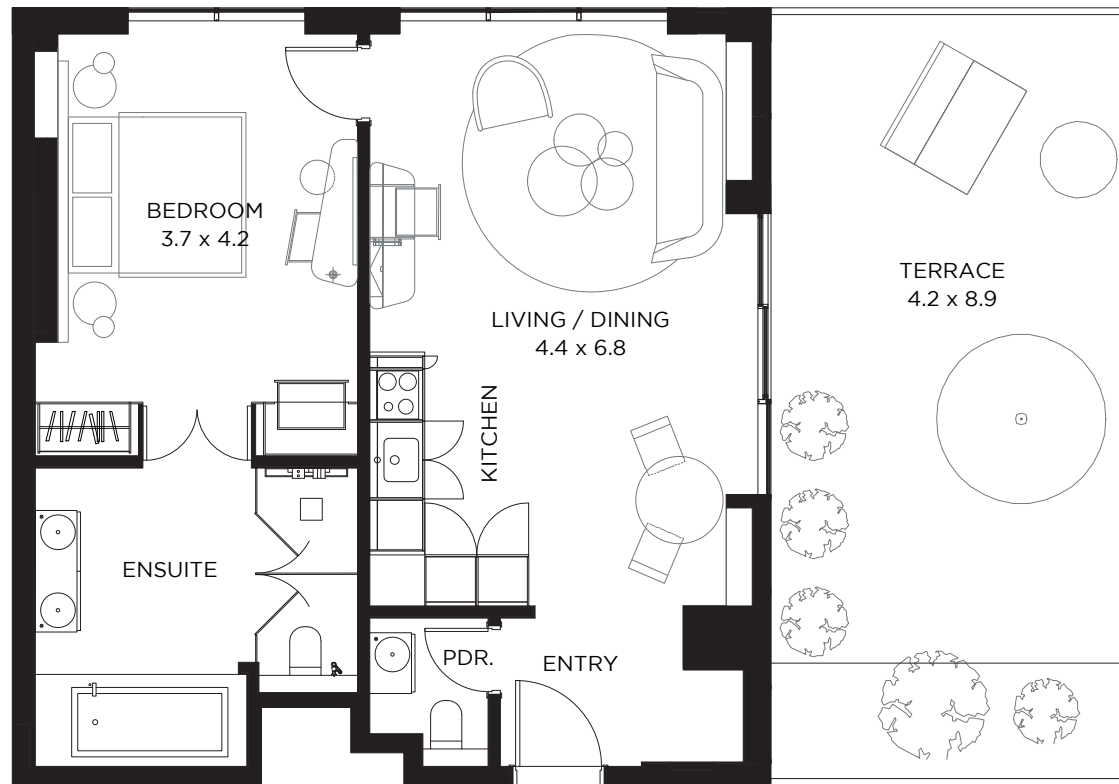 BEDROOM
3.7 x 4.2
LIVING / DINING
4.4 x 6.8
TERRACE
4.2 x 8.9
KITCHEN
ENSUITE
PDR.
ENTRY